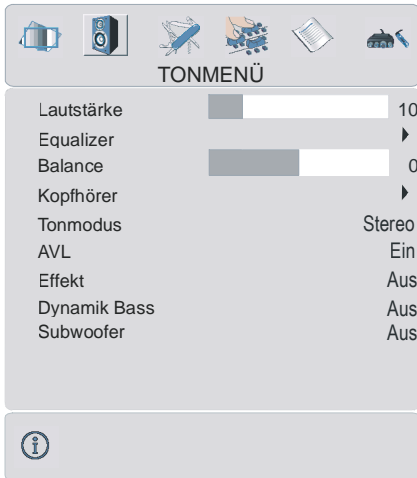 TONMENÜ
Lautstärke 10
Equalizer
Balance 0
Kopfhörer
Tonmodus Stereo
AVL Ein
Effekt Aus
Dynamik Bass Aus
Subwoofer Aus